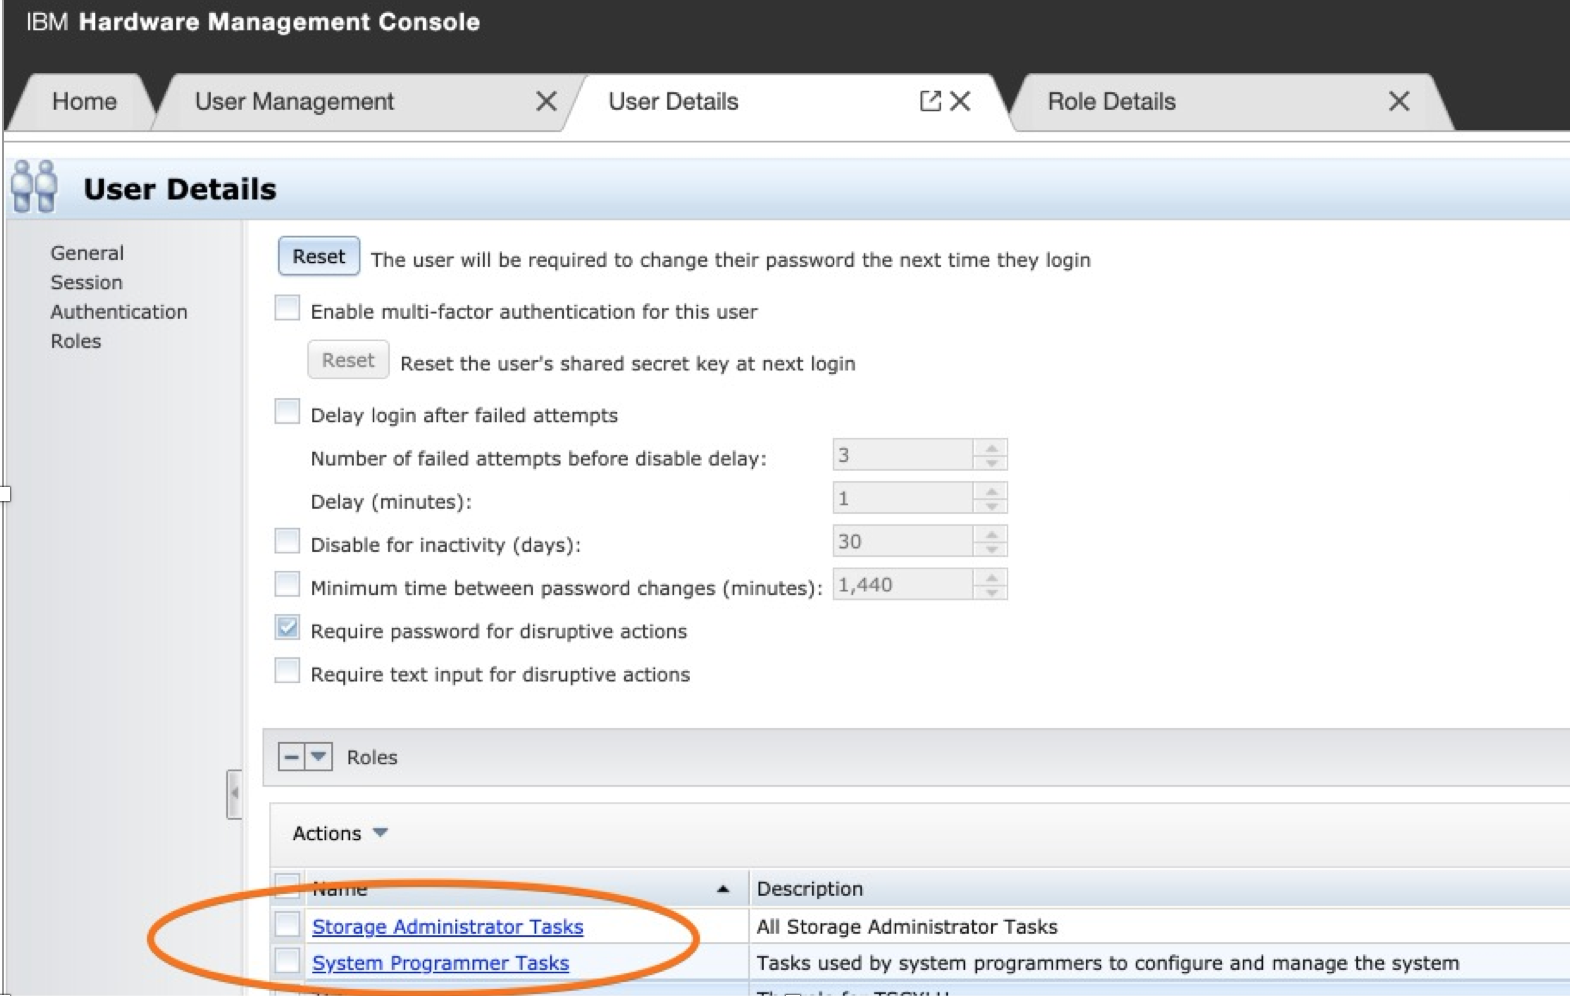 IBM Hardware Management Console
Home
User Management
User Details
Role Details
User Details
General
Session
Authentication
Roles
Reset The user will be required to change their password the next time they login
Enable multi-factor authentication for this user
Reset Reset the user's shared secret key at next login
Delay login after failed attempts
Number of failed attempts before disable delay: 3
Delay (minutes): 1
Disable for inactivity (days): 30
Minimum time between password changes (minutes): 1,440
Require password for disruptive actions
Require text input for disruptive actions
Roles
Actions
Name Description
Storage Administrator Tasks All Storage Administrator Tasks
System Programmer Tasks Tasks used by system programmers to configure and manage the system